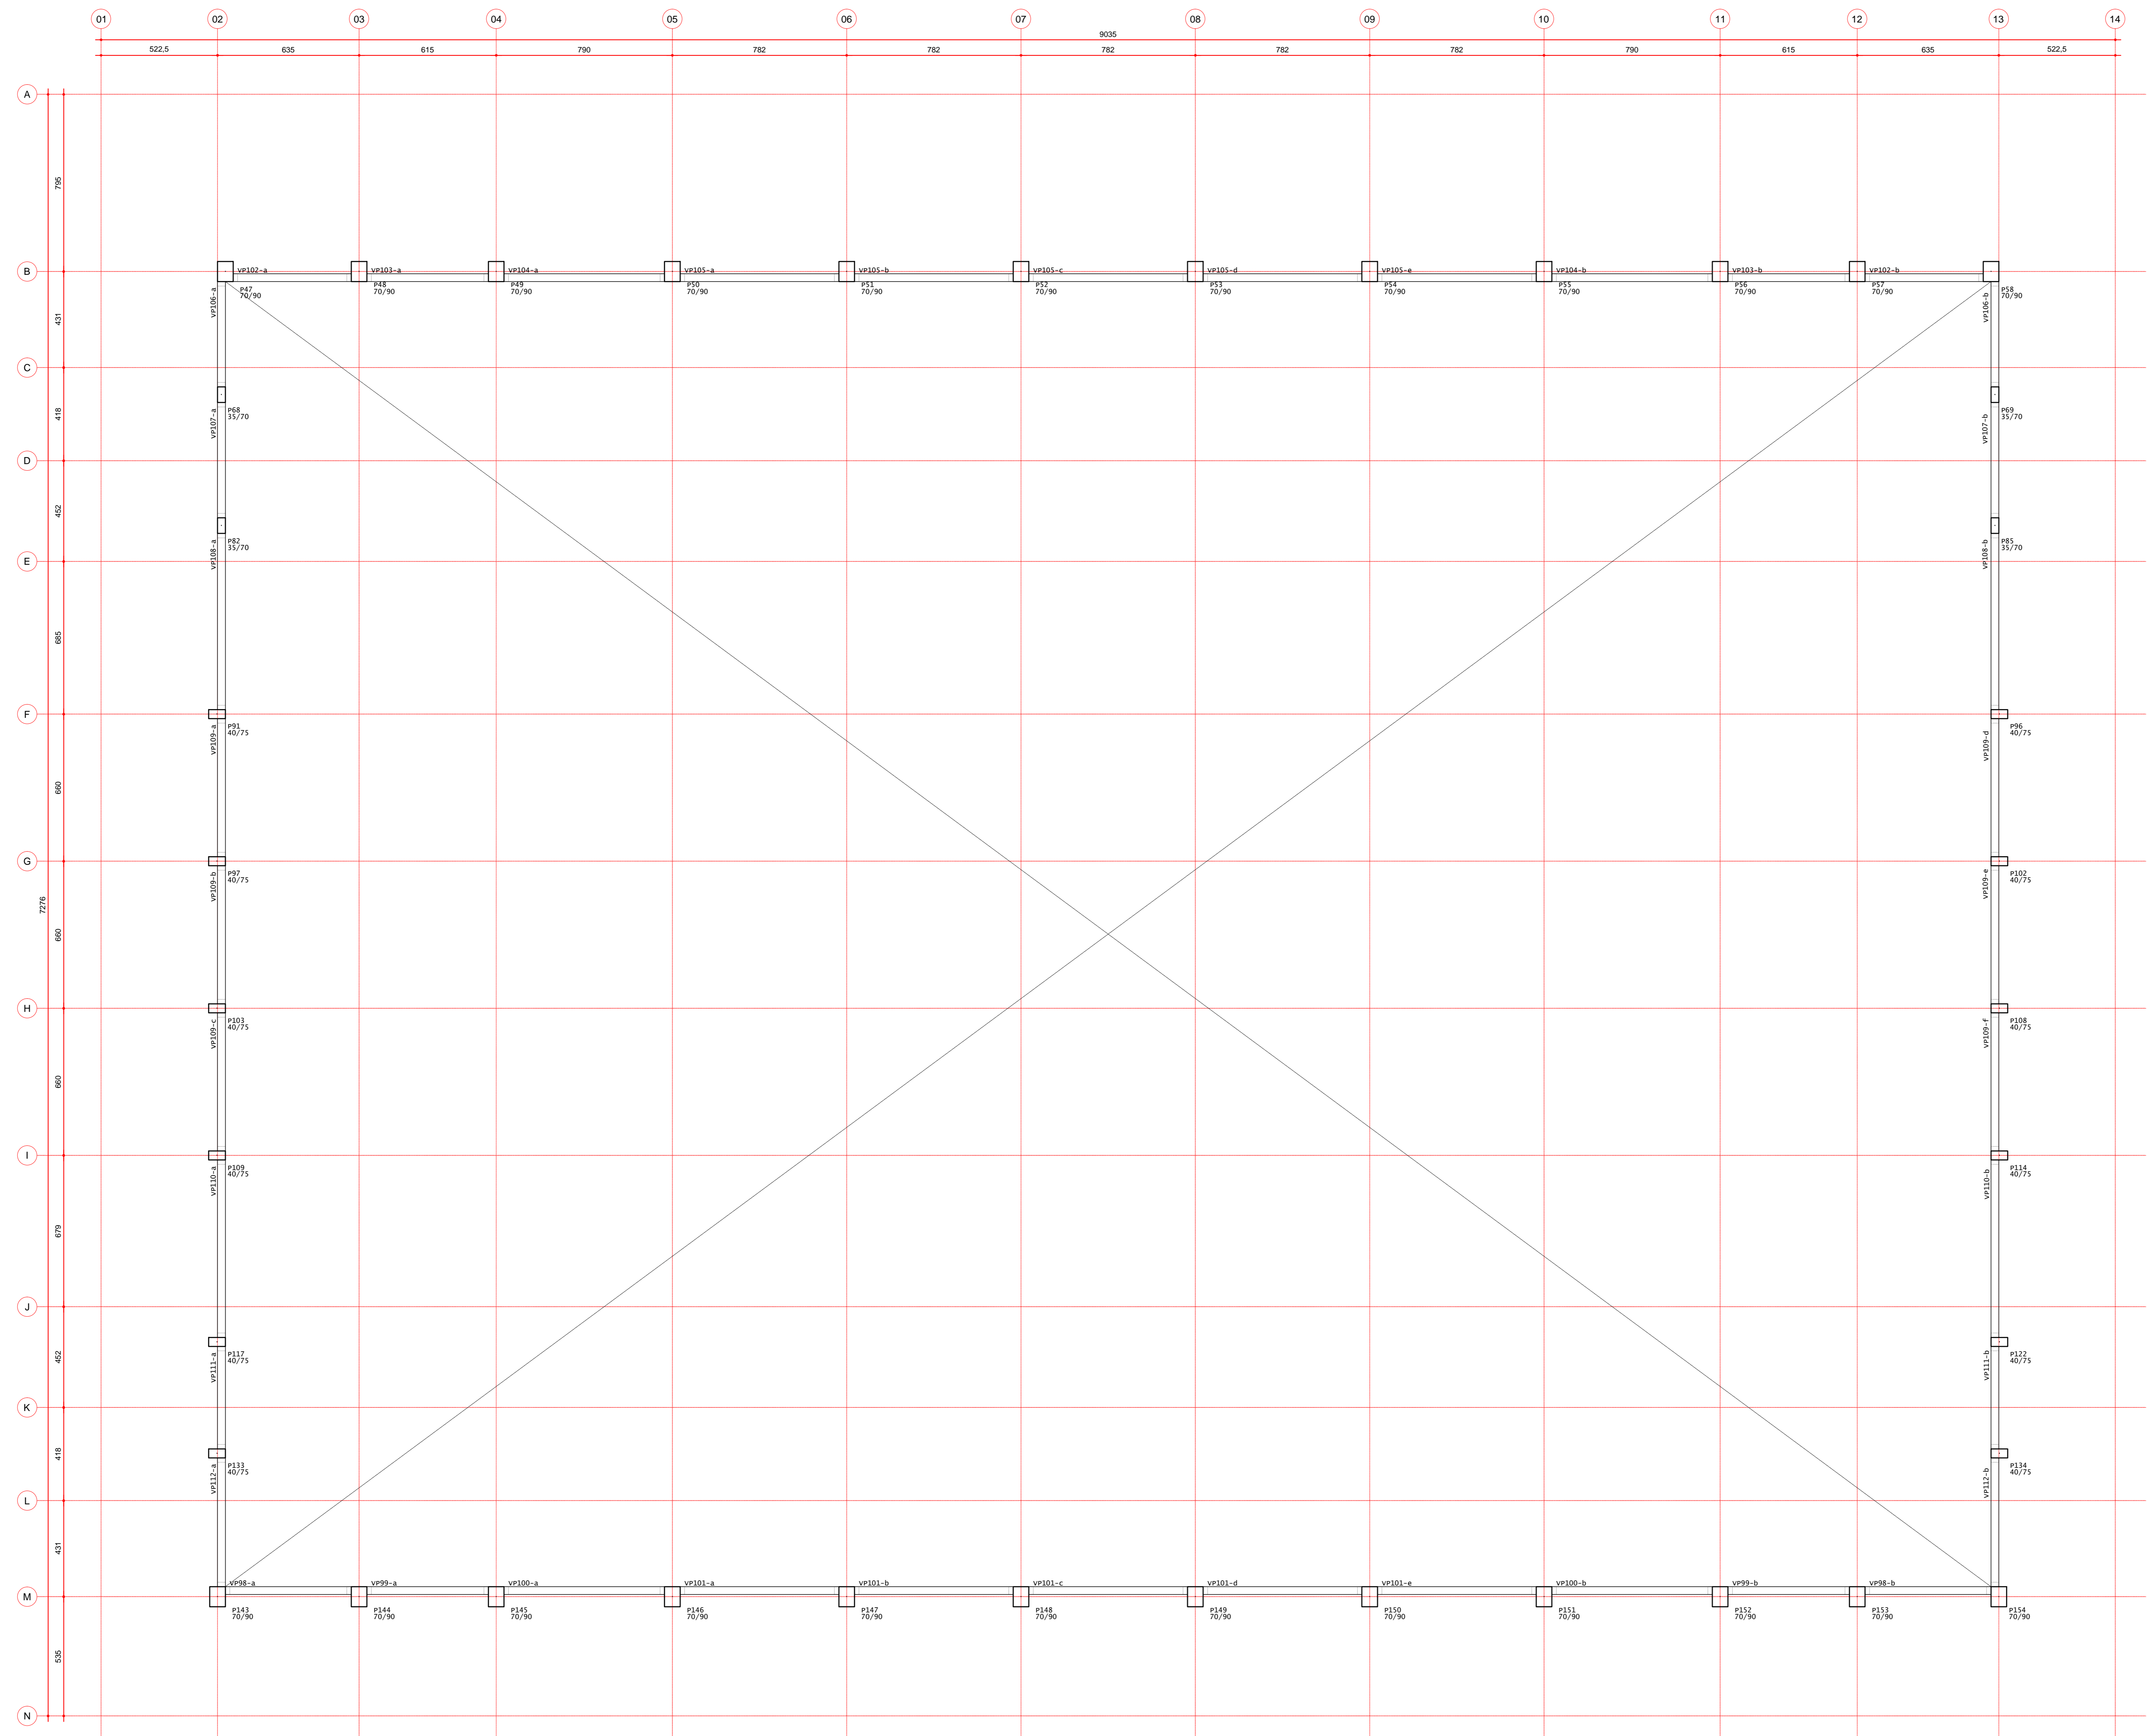 01 02 03 04 05 06 07 08 09 10 11 12 13 14
9035
522,5 635 615 790 782 782 782 782 782 790 615 635 522,5
A
795
B
VP102-a VP103-a VP104-a VP105-a VP105-b VP105-c VP105-d VP105-e VP104-b VP103-b VP102-b
P47 P48 P49 P50 P51 P52 P53 P54 P55 P56 P57 P58
70/90 70/90 70/90 70/90 70/90 70/90 70/90 70/90 70/90 70/90 70/90 70/90
VP106-a VP106-b
431
C
P68 P69
35/70 35/70
418
VP107-a VP107-b
D
452
P82 P85
35/70 35/70
VP108-a VP108-b
E
685
F
P91 P96
40/75 40/75
VP109-a VP109-d
660
G
P97 P102
40/75 40/75
VP109-b VP109-e
7276
660
H
P103 P108
40/75 40/75
VP109-c VP109-f
660
I
P109 P114
40/75 40/75
VP110-a VP110-b
679
J
P117 P122
40/75 40/75
452
VP111-a VP111-b
K
418
P133 P134
40/75 40/75
VP112-a VP112-b
L
431
VP98-a VP99-a VP100-a VP101-a VP101-b VP101-c VP101-d VP101-e VP100-b VP99-b VP98-b
M
P143 P144 P145 P146 P147 P148 P149 P150 P151 P152 P153 P154
70/90 70/90 70/90 70/90 70/90 70/90 70/90 70/90 70/90 70/90 70/90 70/90
535
N